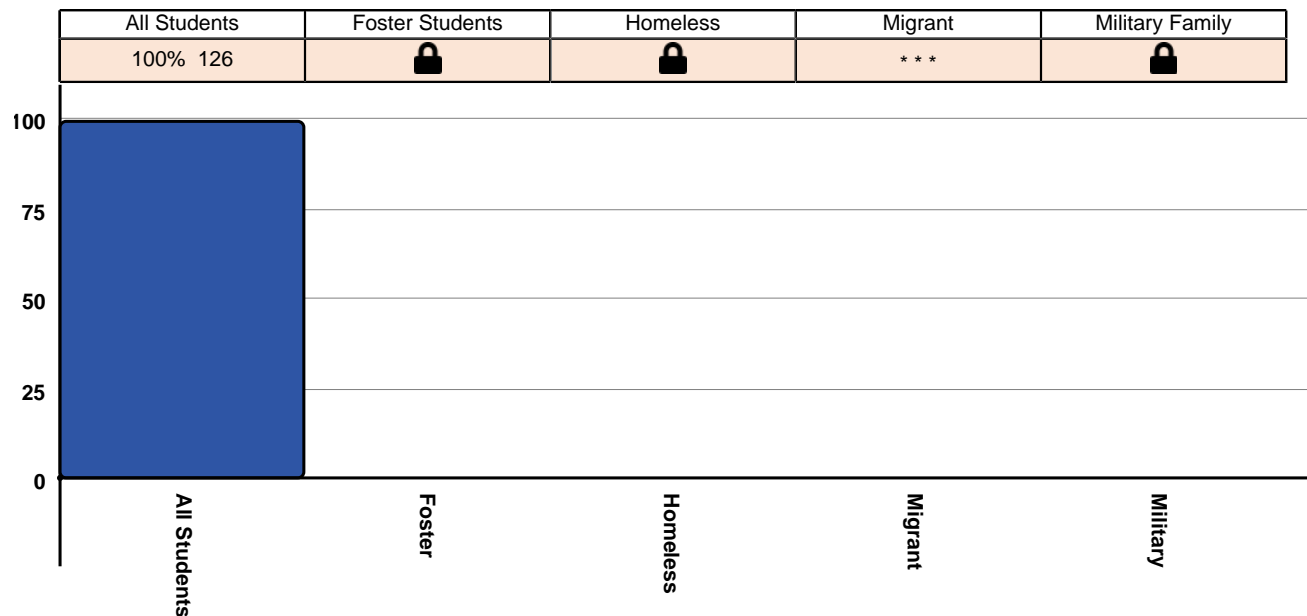 All Students Foster Students Homeless Migrant Military Family
100% 126 * * *
100
75
50
25
0
All Students
Foster
Homeless
Migrant
Military